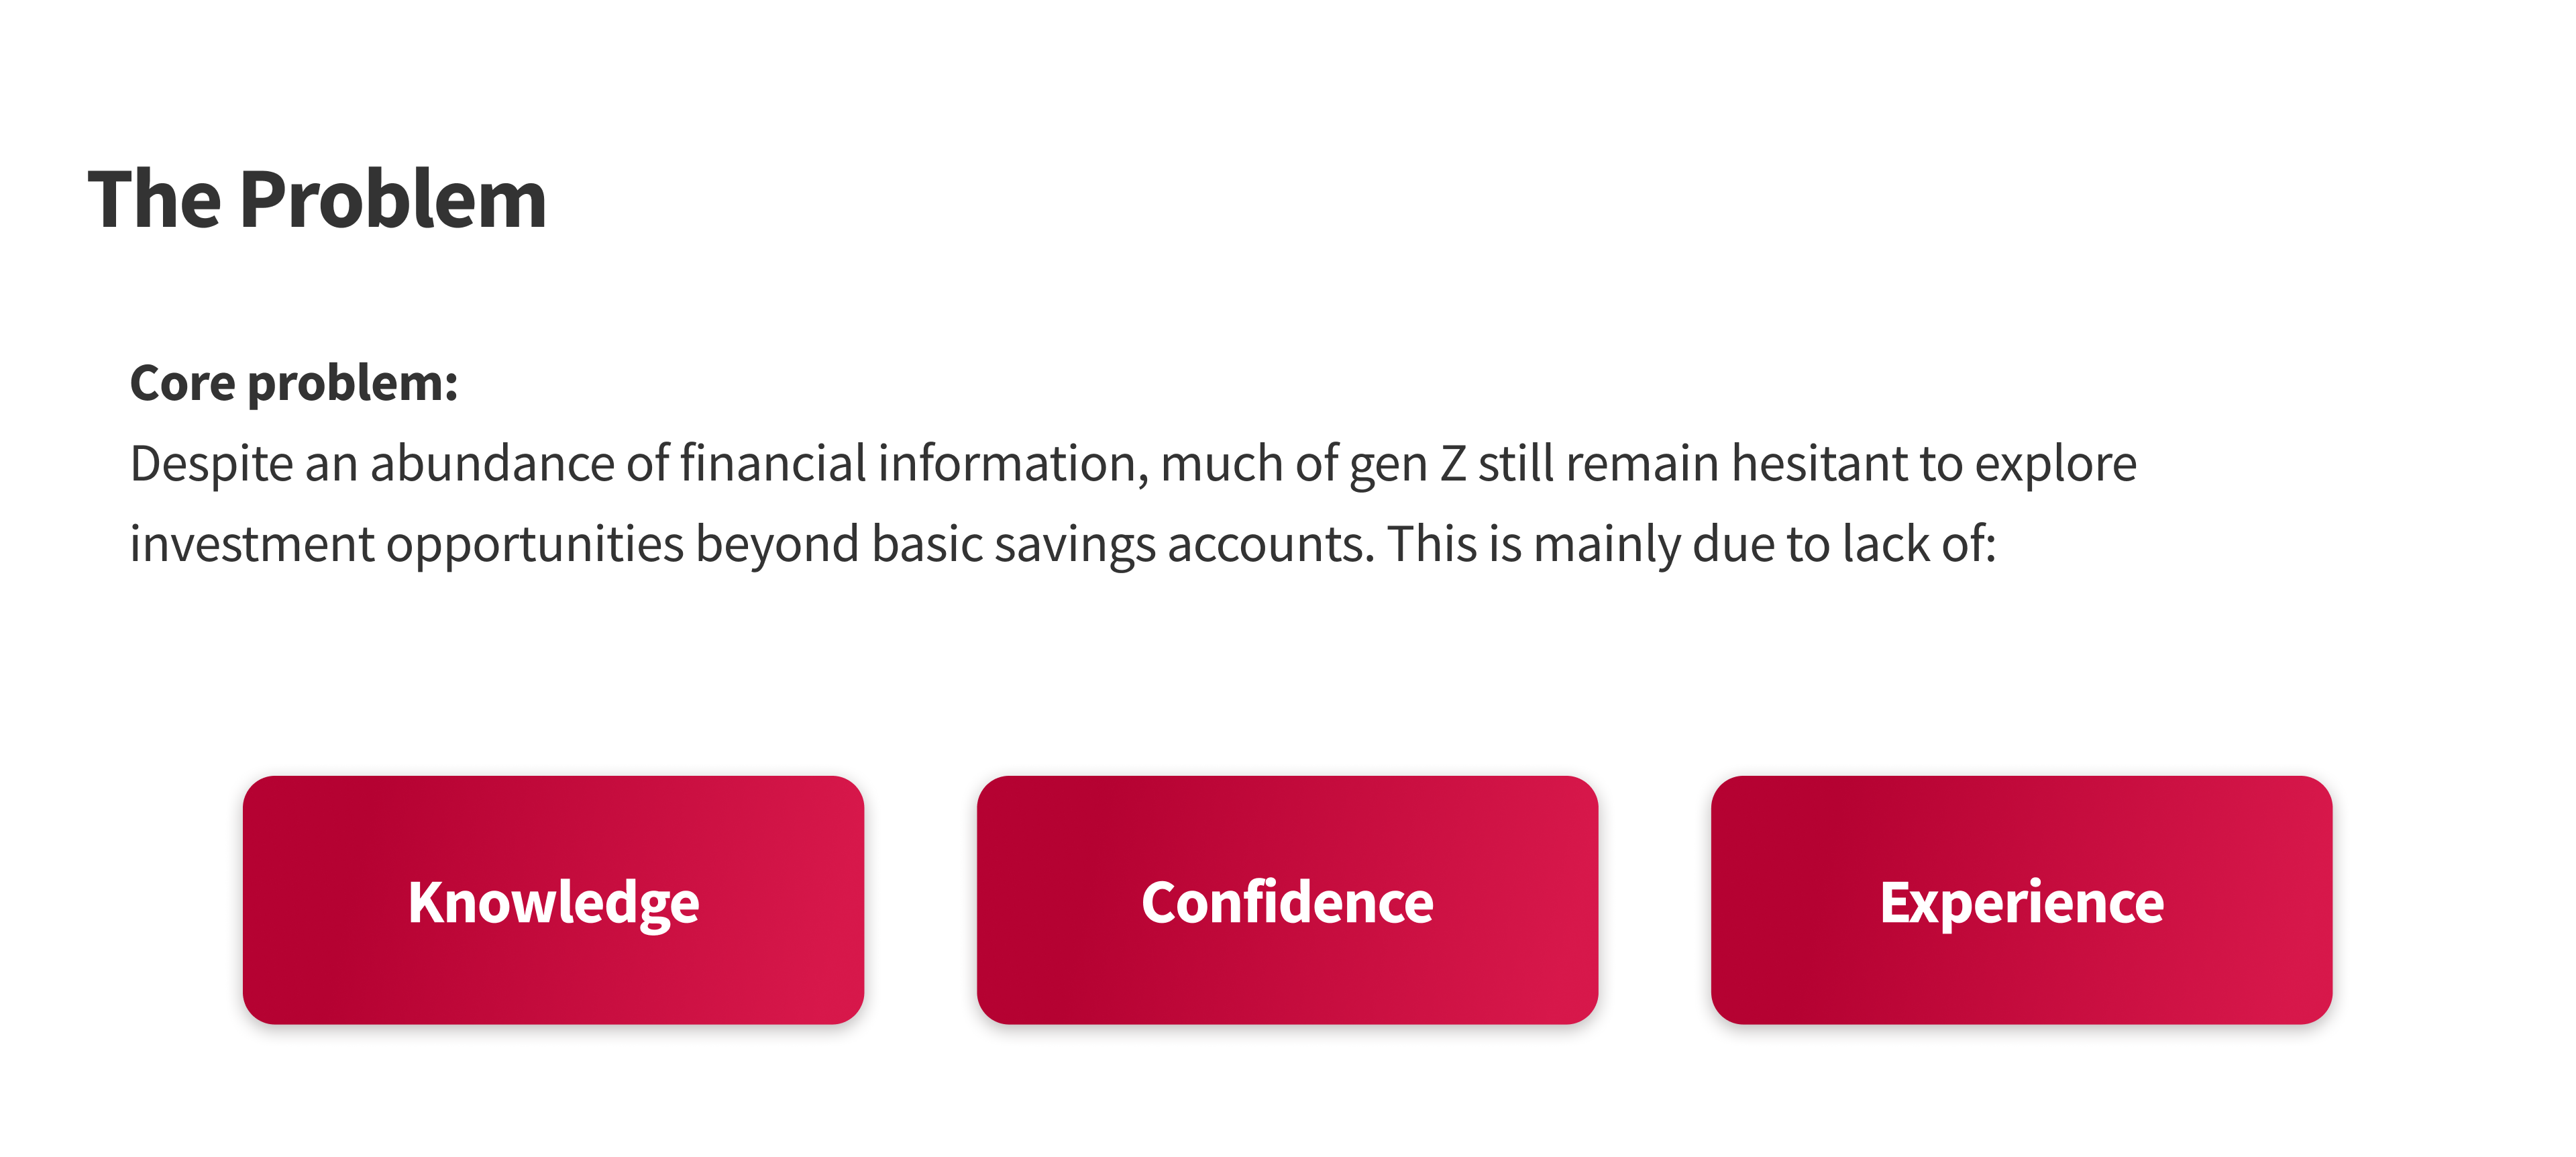 The Problem
Core problem:
Despite an abundance of financial information, much of gen Z still remain hesitant to explore
investment opportunities beyond basic savings accounts. This is mainly due to lack of:
Knowledge
Confidence
Experience